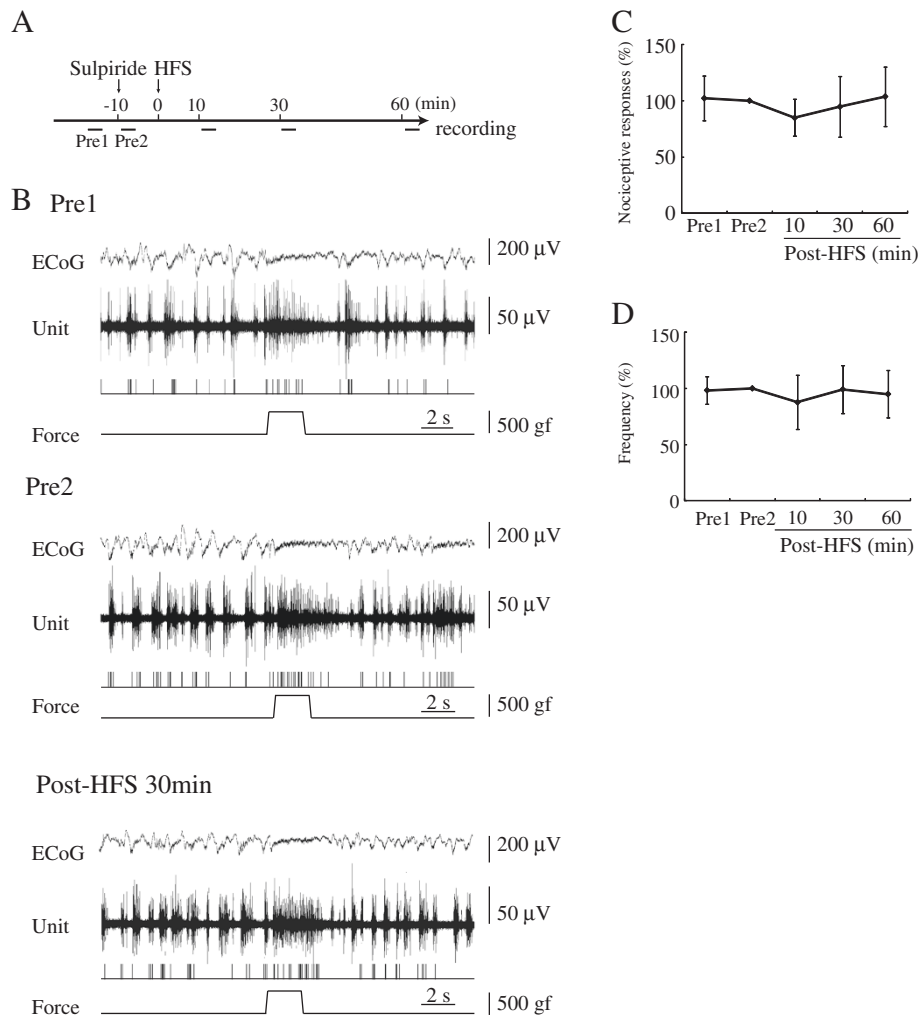 A
Sulpiride HFS
-10 0 10 30 60 (min)
recording
Pre1 Pre2
B Pre1
ECoG
200 μV
Unit
50 μV
Force
2 s
500 gf
Pre2
ECoG
200 μV
Unit
50 μV
Force
2 s
500 gf
Post-HFS 30min
ECoG
200 μV
Unit
50 μV
Force
2 s
500 gf
C
Nociceptive responses (%)
150
100
50
0
Pre1 Pre2 10 30 60
Post-HFS (min)
D
Frequency (%)
150
100
50
0
Pre1 Pre2 10 30 60
Post-HFS (min)